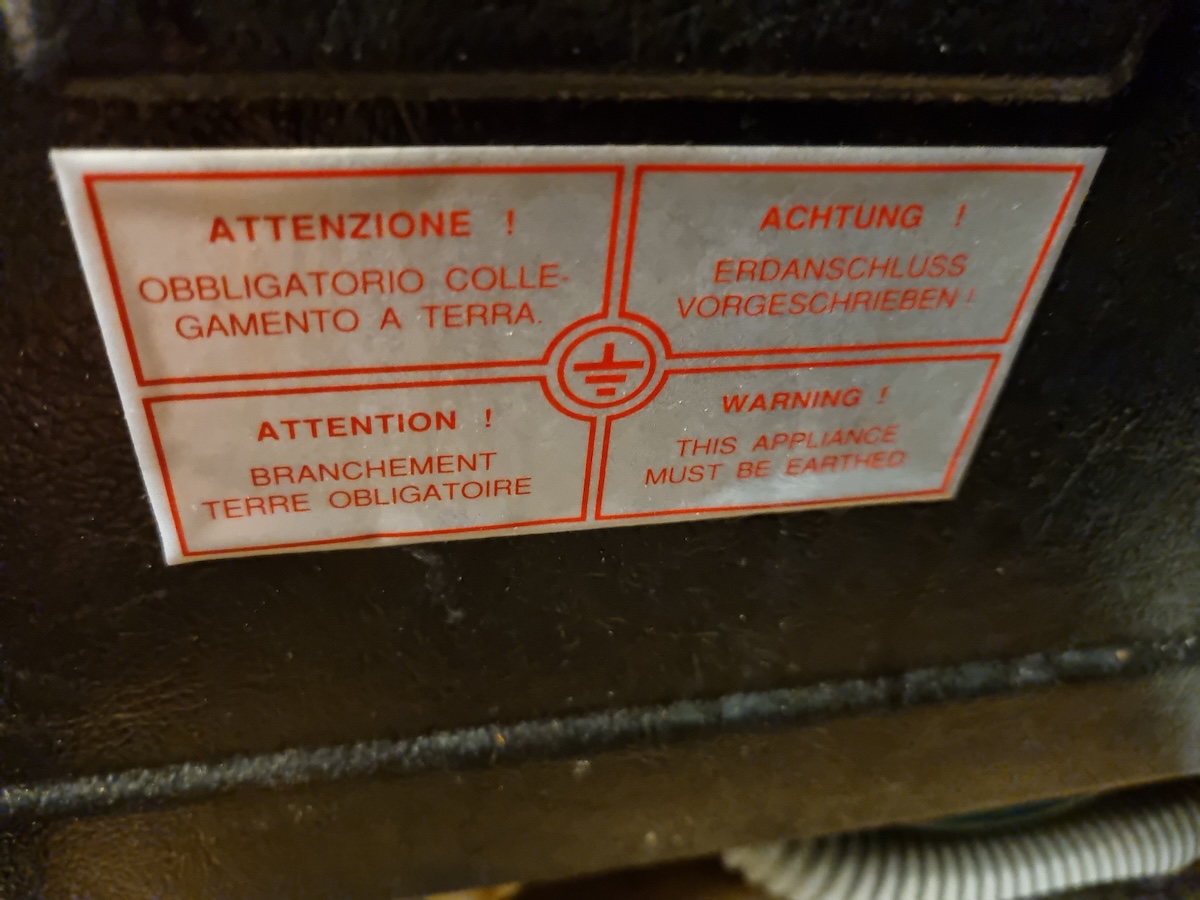 ATTENZIONE !
OBBLIGATORIO COLLE-
GAMENTO A TERRA.
ACHTUNG !
ERDANSCHLUSS
VORGESCHRIEBEN !
ATTENTION !
BRANCHEMENT
TERRE OBLIGATOIRE
WARNING !
THIS APPLIANCE
MUST BE EARTHED